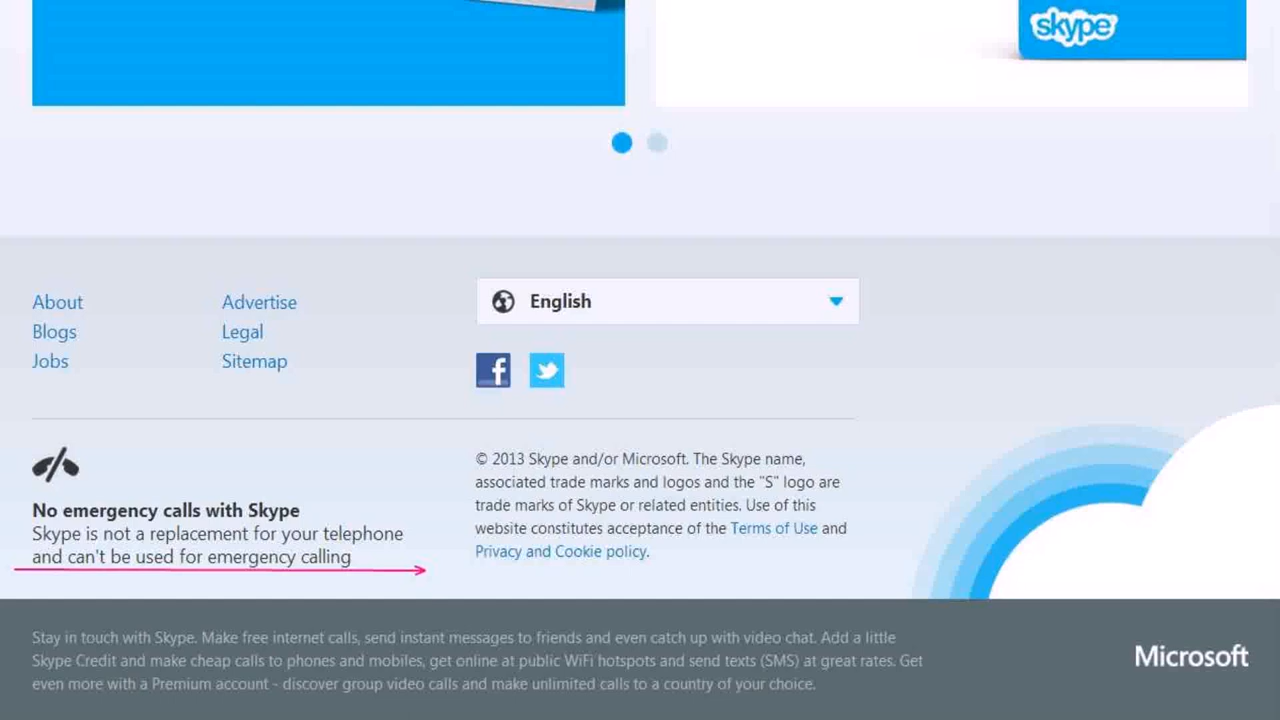 skype
About
Advertise
English
Blogs
Legal
Jobs
Sitemap
No emergency calls with Skype
Skype is not a replacement for your telephone
and can't be used for emergency calling
© 2013 Skype and/or Microsoft. The Skype name,
associated trade marks and logos and the "S" logo are
trade marks of Skype or related entities. Use of this
website constitutes acceptance of the Terms of Use and
Privacy and Cookie policy.
Stay in touch with Skype. Make free internet calls, send instant messages to friends and even catch up with video chat. Add a little
Skype Credit and make cheap calls to phones and mobiles, get online at public WiFi hotspots and send texts (SMS) at great rates. Get
even more with a Premium account - discover group video calls and make unlimited calls to a country of your choice.
Microsoft